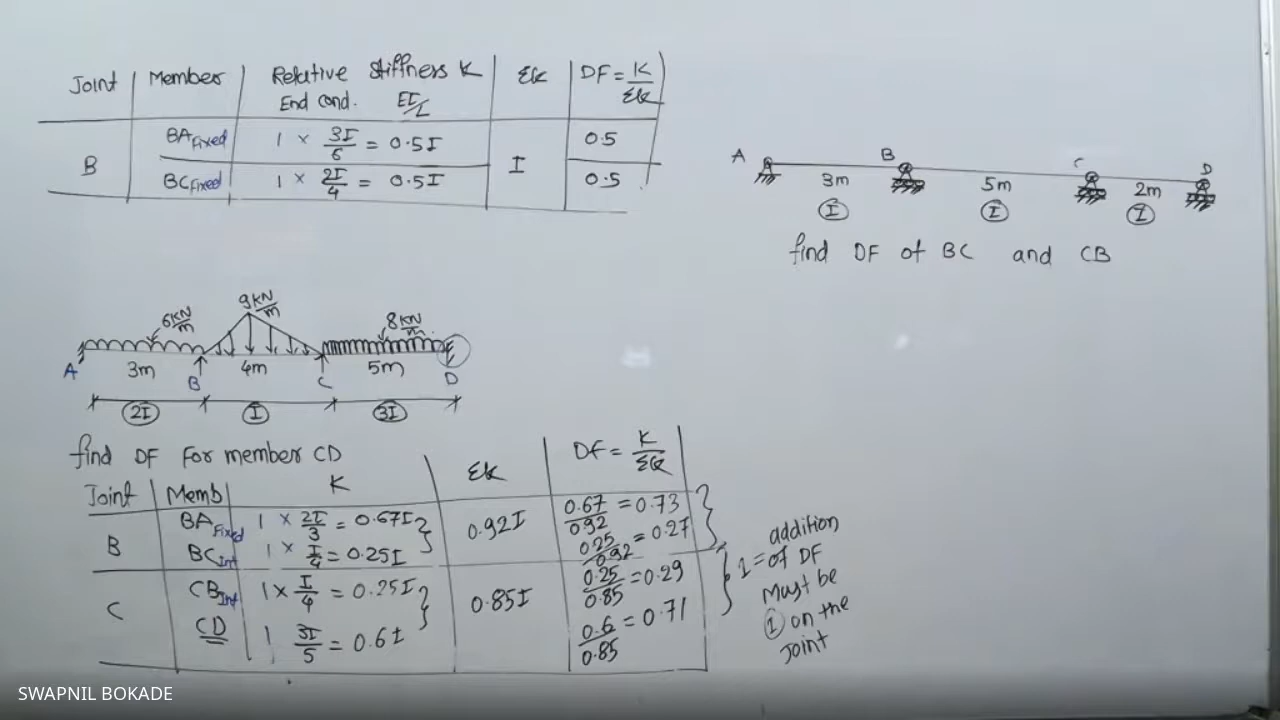 Joint | Member | Relative Stiffness K | Ek | DF = K/Ek
End cond. EI/L
B | BA Fixed | 1 × 3I/6 = 0.5I | I | 0.5
BC Fixed | 1 × 2I/4 = 0.5I | 0.5
A B C D
3m 5m 2m
I I I
find DF of BC and CB
6KN/m 9KN/m 8KN/m
3m 4m 5m
A B C D
2I I 3I
find DF For member CD
Joint | Memb | K | Ek | DF = K/Ek
B | BA Fixed | 1 × 2I/3 = 0.67I | 0.92I | 0.67/092 = 0.73
BC Int | 1 × I/4 = 0.25I | 0.25/0.92 = 0.27
C | CB Int | 1 × I/4 = 0.25I | 0.85I | 0.25/0.85 = 0.29
CD | 1 3I/5 = 0.6I | 0.6/0.85 = 0.71
1 = addition
of DF
Must be
1 on the
Joint
SWAPNIL BOKADE